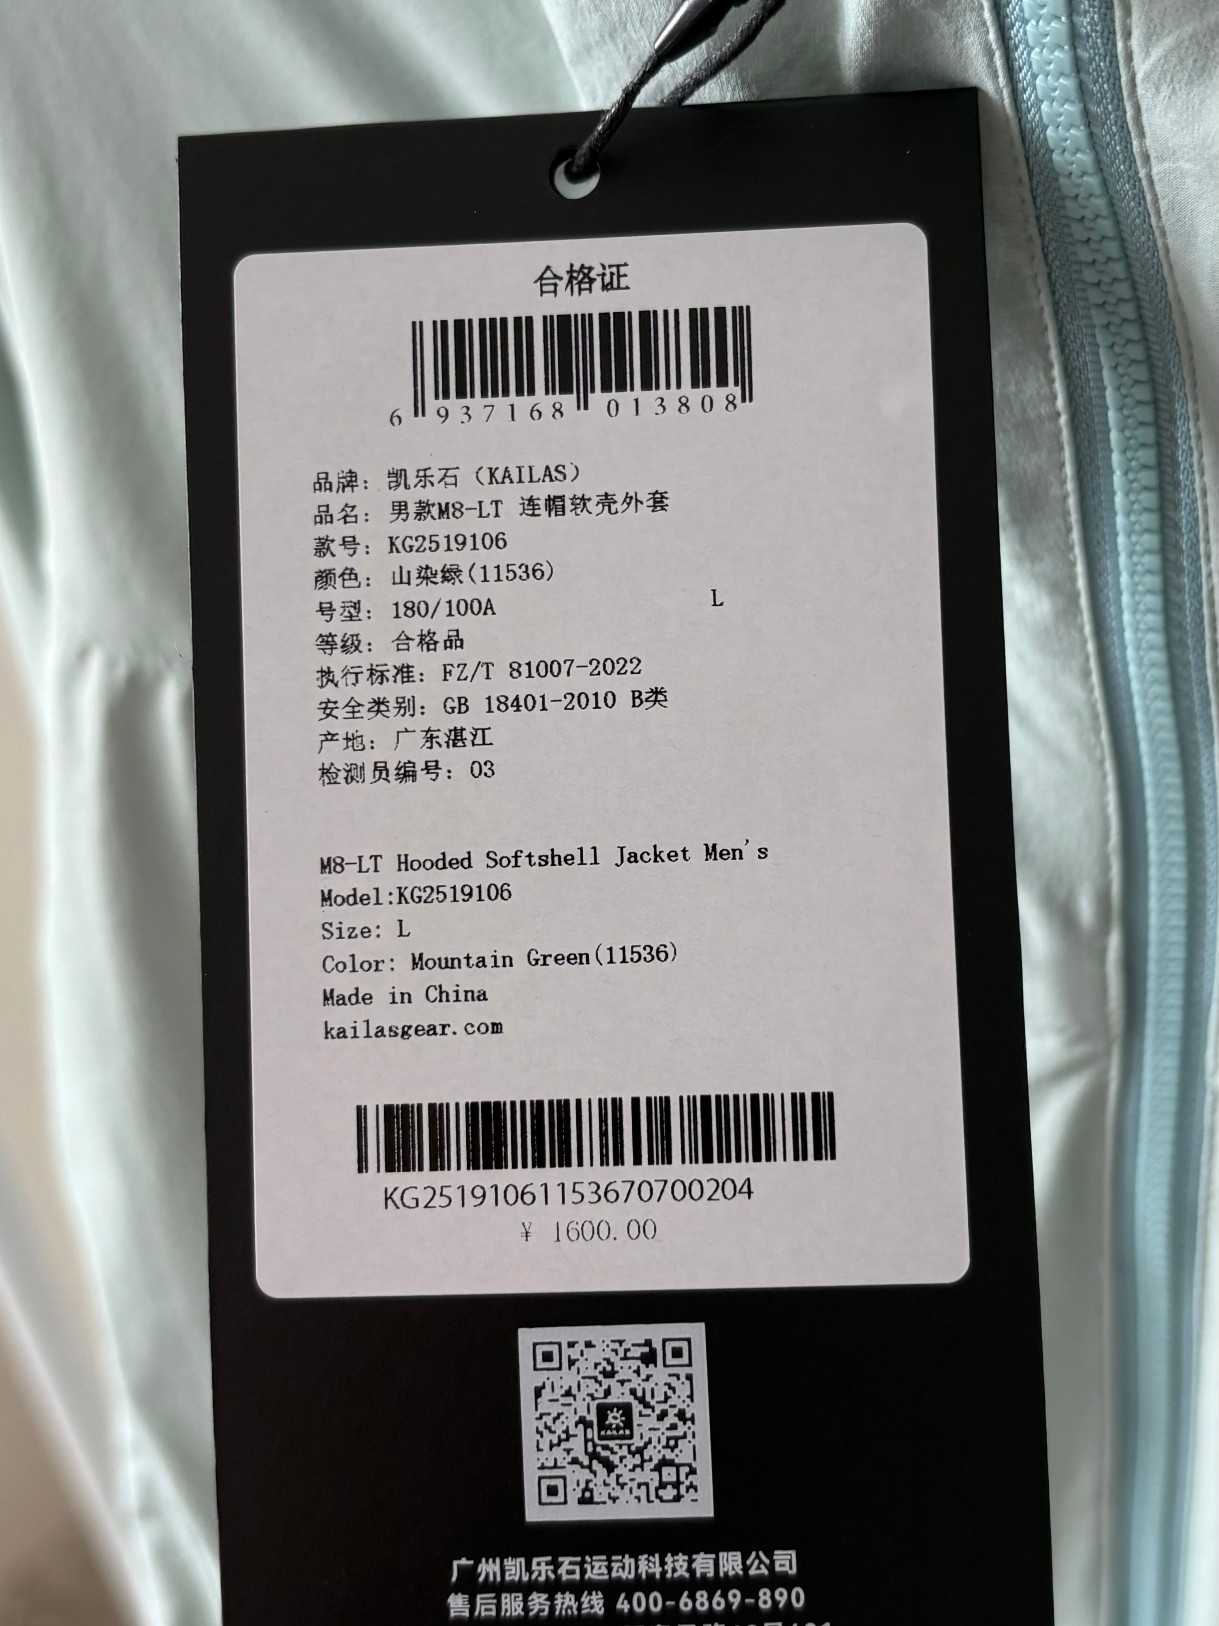 合格证
6 937168 013808
品牌：凯乐石（KAILAS）
品名：男款M8-LT 连帽软壳外套
款号：KG2519106
颜色：山染绿(11536)
号型：180/100A L
等级：合格品
执行标准：FZ/T 81007-2022
安全类别：GB 18401-2010 B类
产地：广东湛江
检测员编号：03
M8-LT Hooded Softshell Jacket Men's
Model:KG2519106
Size: L
Color: Mountain Green(11536)
Made in China
kailasgear.com
KG25191061153670700204
¥ 1600.00
KAILAS
广州凯乐石运动科技有限公司
售后服务热线 400-6869-890